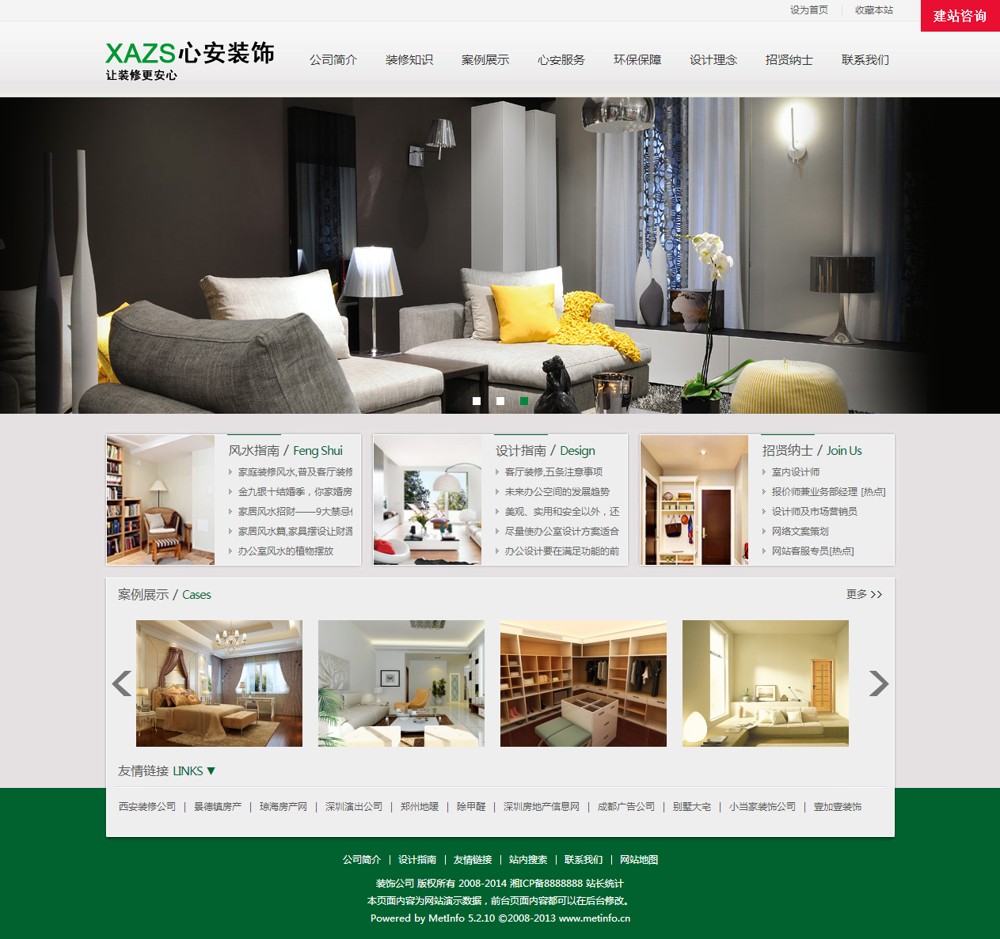 设为首页 收藏本站 建站咨询
XAZS心安装饰
让装修更安心
公司简介 装修知识 案例展示 心安服务 环保保障 设计理念 招贤纳士 联系我们
风水指南 / Feng Shui
家庭装修风水,普及客厅装修
金九银十结婚季，你家婚房
家居风水招财——9大禁忌
家居风水篇,家具摆设让财源
办公室风水的植物摆放
设计指南 / Design
客厅装修,五条注意事项
未来办公空间的发展趋势
美观、实用和安全以外，还
尽量使办公室设计方案适合
办公设计要在满足功能的前
招贤纳士 / Join Us
室内设计师
报价师兼业务部经理 [热点]
设计师及市场营销员
网络文案策划
网站客服专员[热点]
案例展示 / Cases 更多 >>
友情链接 LINKS ▼
西安装修公司 | 景德镇房产 | 琼海房产网 | 深圳演出公司 | 郑州地暖 | 除甲醛 | 深圳房地产信息网 | 成都广告公司 | 别墅大宅 | 小当家装饰公司 | 壹加壹装饰
公司简介 | 设计指南 | 友情链接 | 站内搜索 | 联系我们 | 网站地图
装饰公司 版权所有 2008-2014 湘ICP备8888888 站长统计
本页面内容为网站演示数据，前台页面内容都可以在后台修改。
Powered by MetInfo 5.2.10 ©2008-2013 www.metinfo.cn